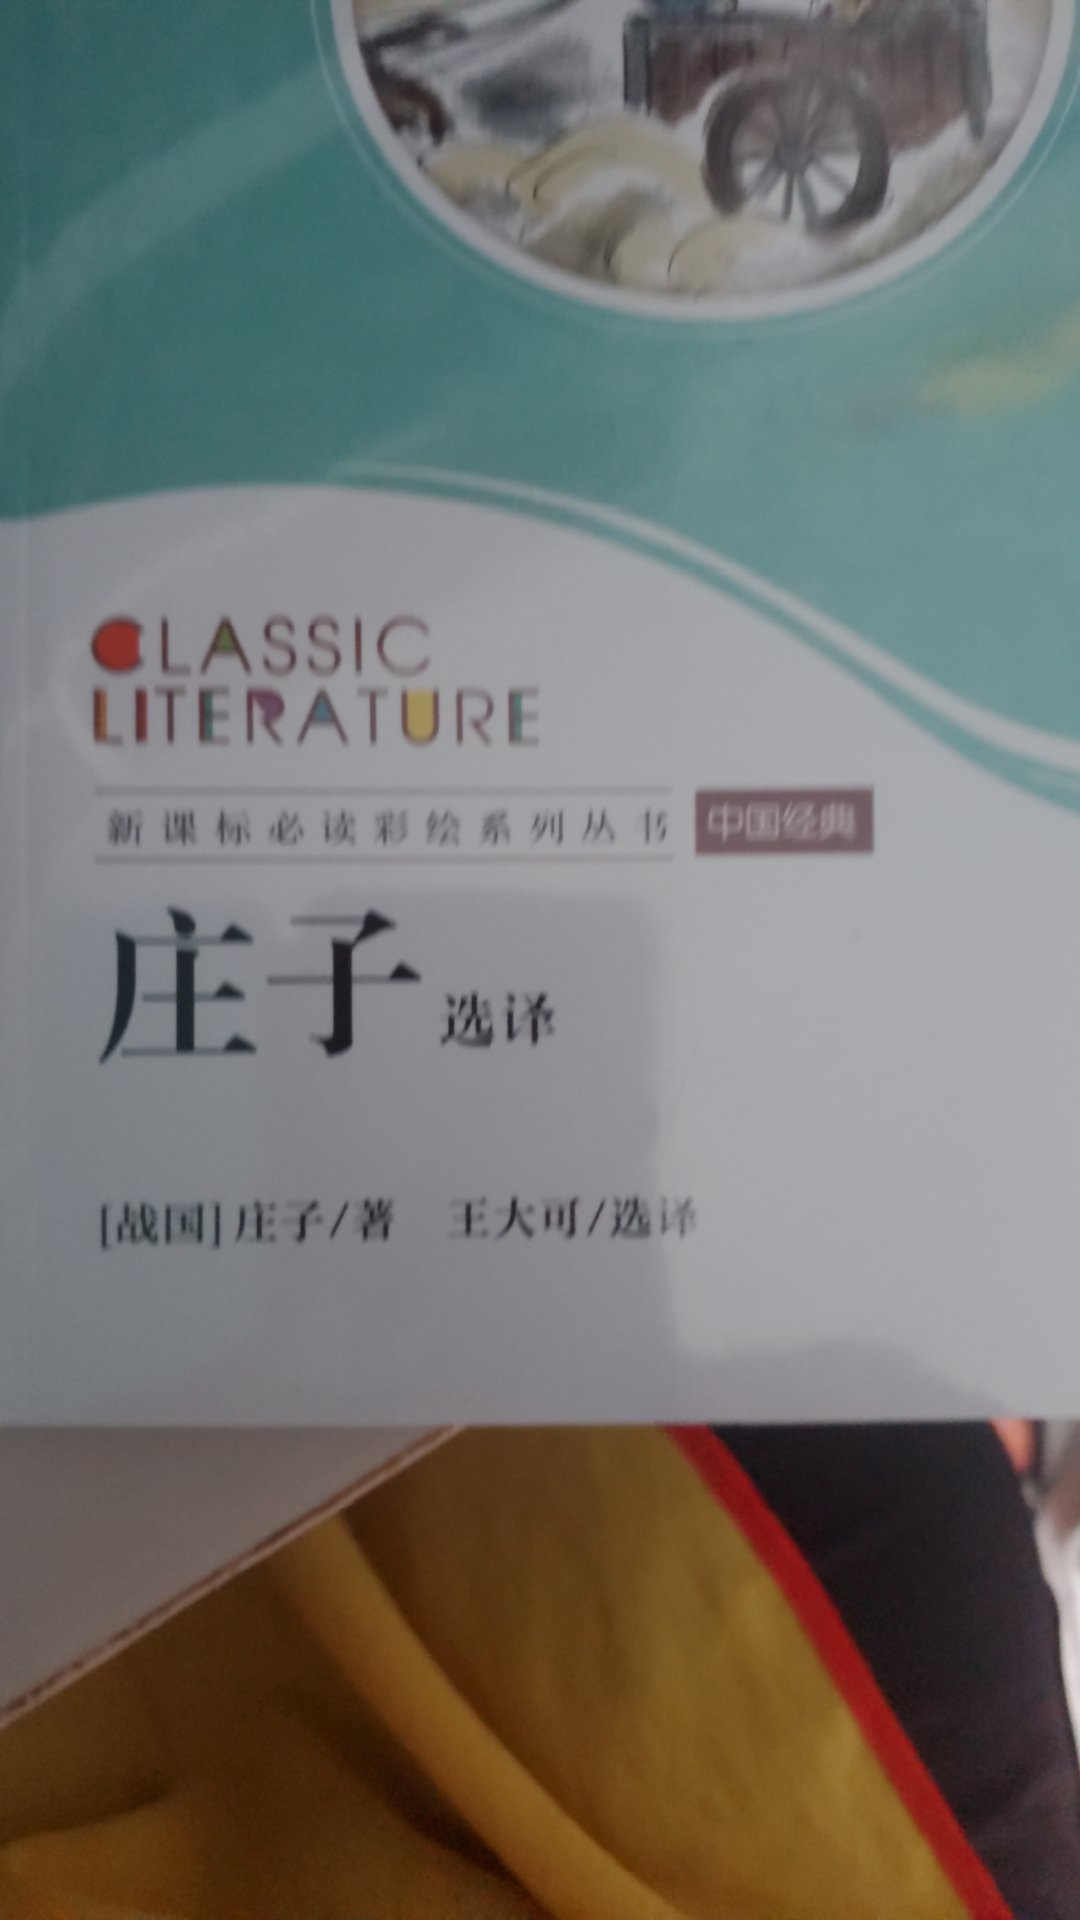 CLASSIC
LITERATURE
新课标必读彩绘系列丛书 中国经典
庄子 选译
[战国] 庄子/著 王大可/选译